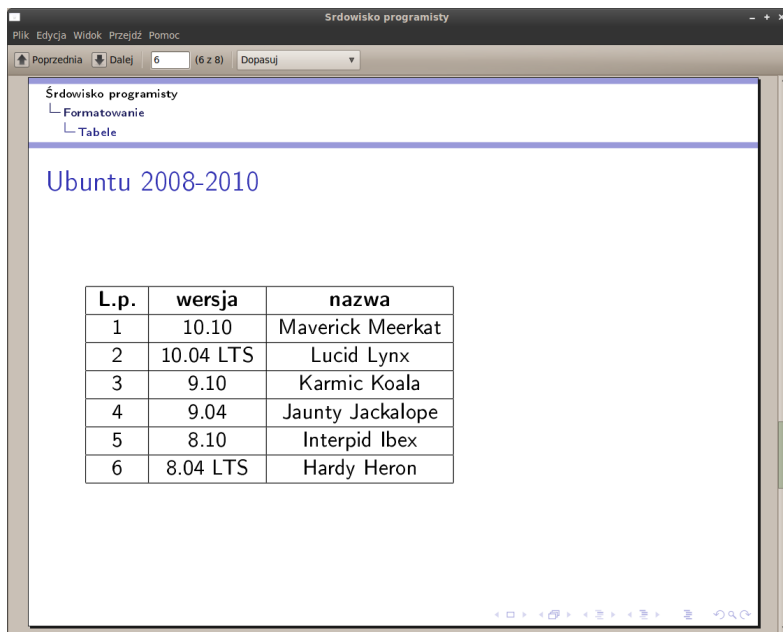 Srdowisko programisty
Plik Edycja Widok Przejdź Pomoc
Poprzednia Dalej 6 (6 z 8) Dopasuj
Śrdowisko programisty
Formatowanie
Tabele
Ubuntu 2008-2010
L.p. wersja nazwa
1 10.10 Maverick Meerkat
2 10.04 LTS Lucid Lynx
3 9.10 Karmic Koala
4 9.04 Jaunty Jackalope
5 8.10 Interpid Ibex
6 8.04 LTS Hardy Heron